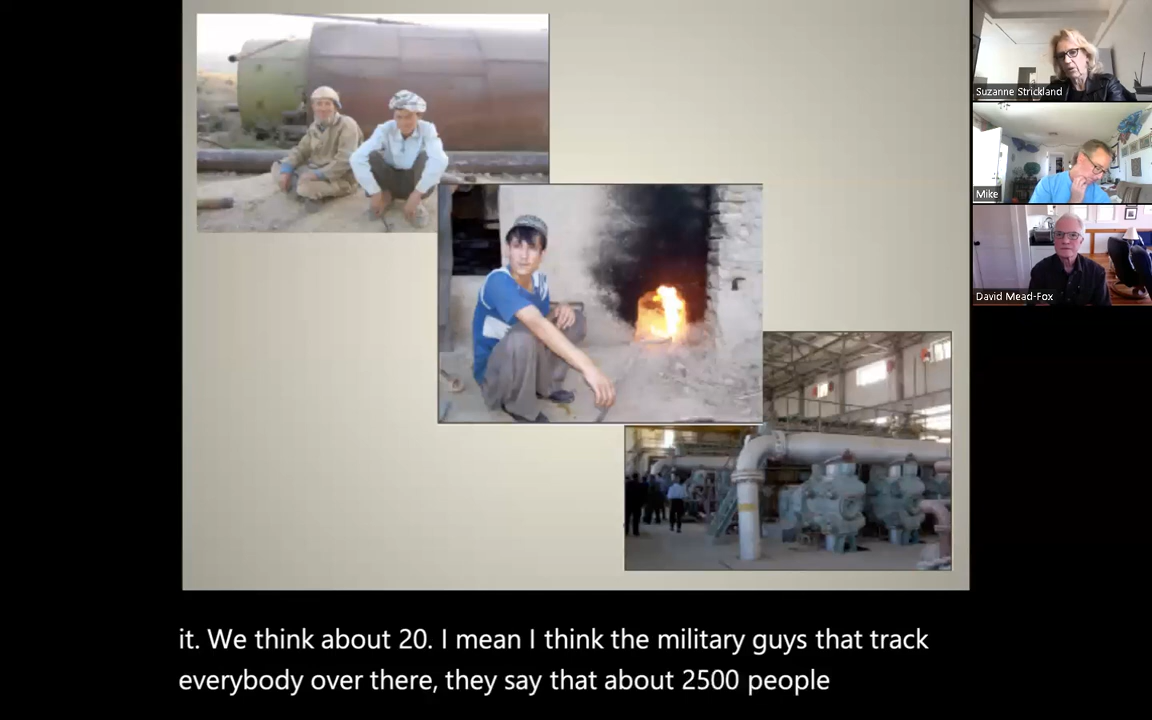 Suzanne Strickland
Mike
David Mead-Fox
it. We think about 20. I mean I think the military guys that track
everybody over there, they say that about 2500 people